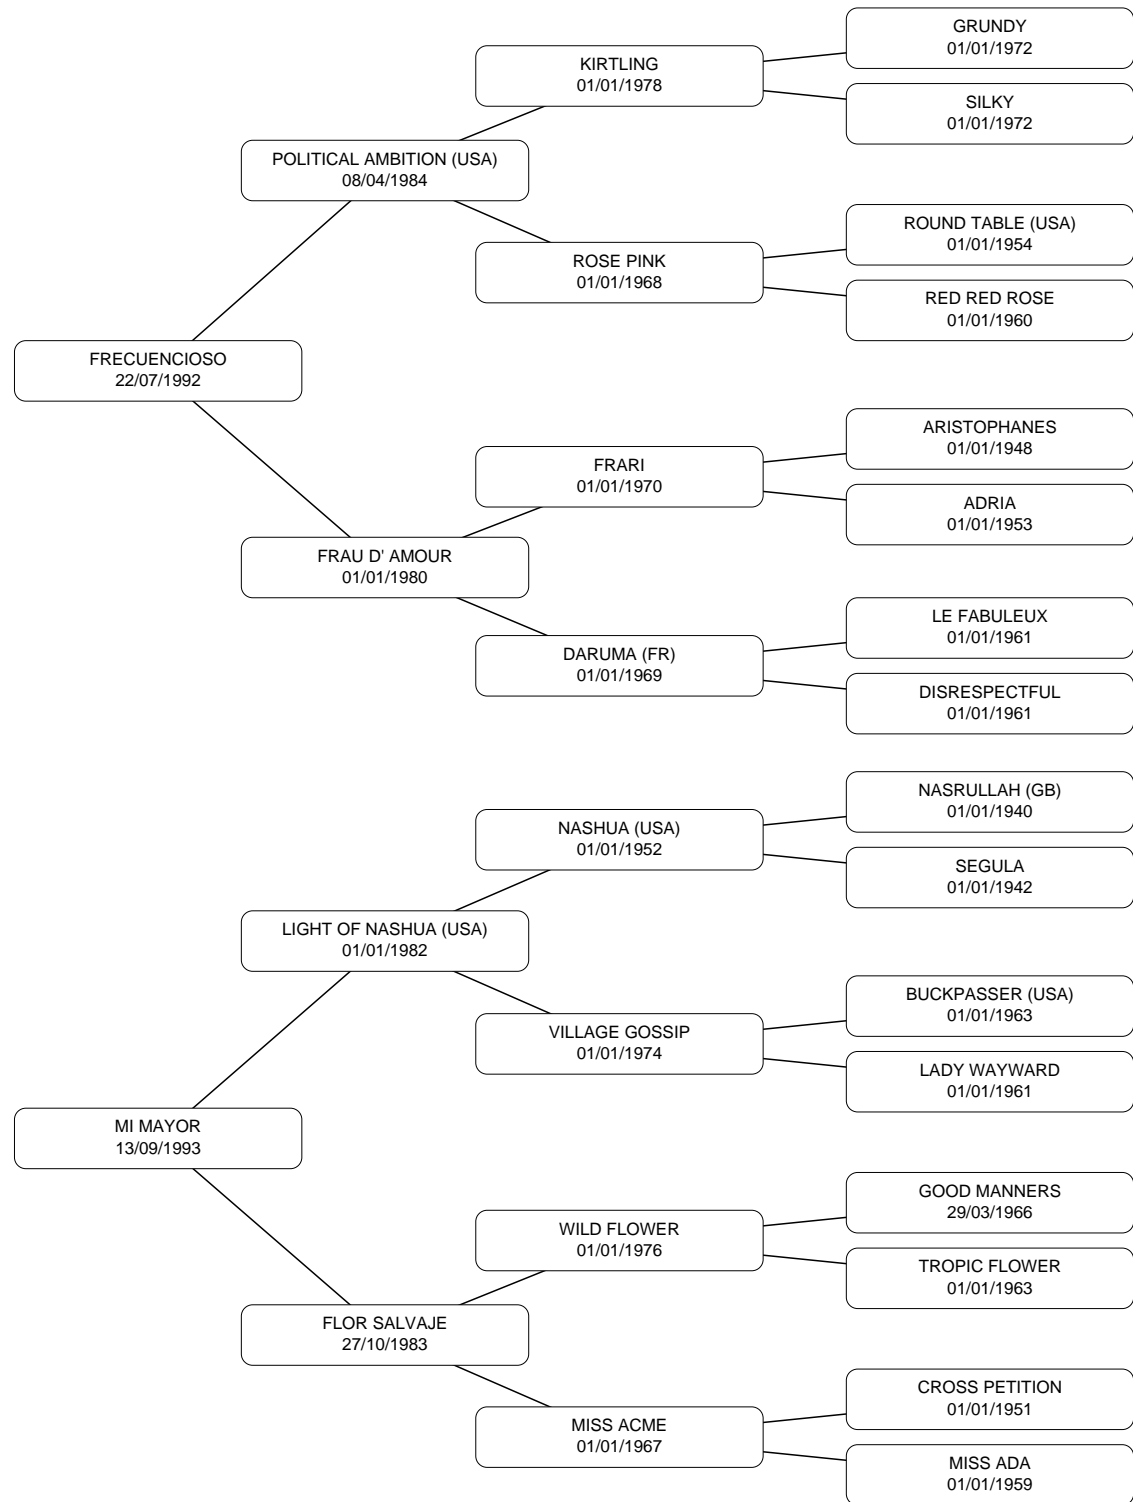 GRUNDY
01/01/1972
KIRTLING
01/01/1978
SILKY
01/01/1972
POLITICAL AMBITION (USA)
08/04/1984
ROUND TABLE (USA)
01/01/1954
ROSE PINK
01/01/1968
RED RED ROSE
01/01/1960
FRECUENCIOSO
22/07/1992
ARISTOPHANES
01/01/1948
FRARI
01/01/1970
ADRIA
01/01/1953
FRAU D' AMOUR
01/01/1980
LE FABULEUX
01/01/1961
DARUMA (FR)
01/01/1969
DISRESPECTFUL
01/01/1961
NASRULLAH (GB)
01/01/1940
NASHUA (USA)
01/01/1952
SEGULA
01/01/1942
LIGHT OF NASHUA (USA)
01/01/1982
BUCKPASSER (USA)
01/01/1963
VILLAGE GOSSIP
01/01/1974
LADY WAYWARD
01/01/1961
MI MAYOR
13/09/1993
GOOD MANNERS
29/03/1966
WILD FLOWER
01/01/1976
TROPIC FLOWER
01/01/1963
FLOR SALVAJE
27/10/1983
CROSS PETITION
01/01/1951
MISS ACME
01/01/1967
MISS ADA
01/01/1959